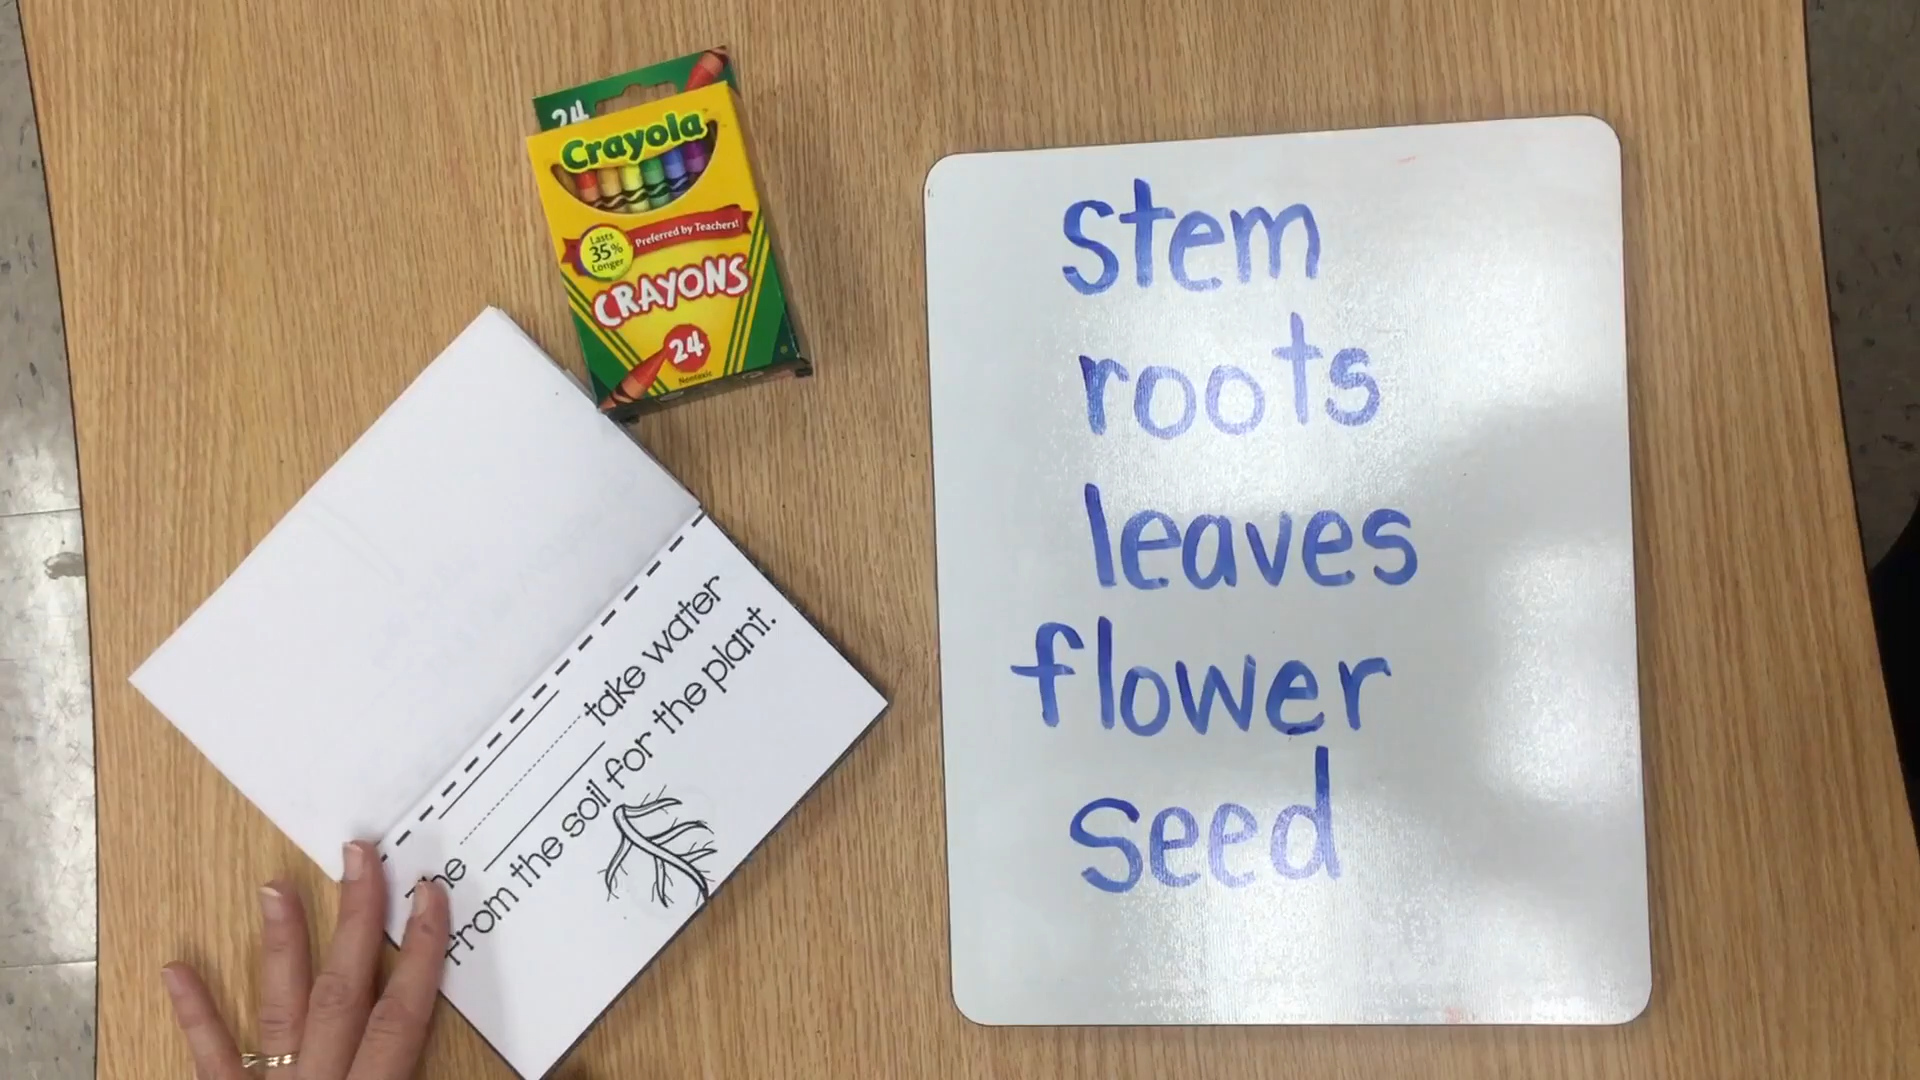 24
Crayola
Lasts
35%
Longer
Preferred by Teachers!
CRAYONS
24
Nontoxic
The ______ take water
from the soil for the plant.
stem
roots
leaves
flower
seed